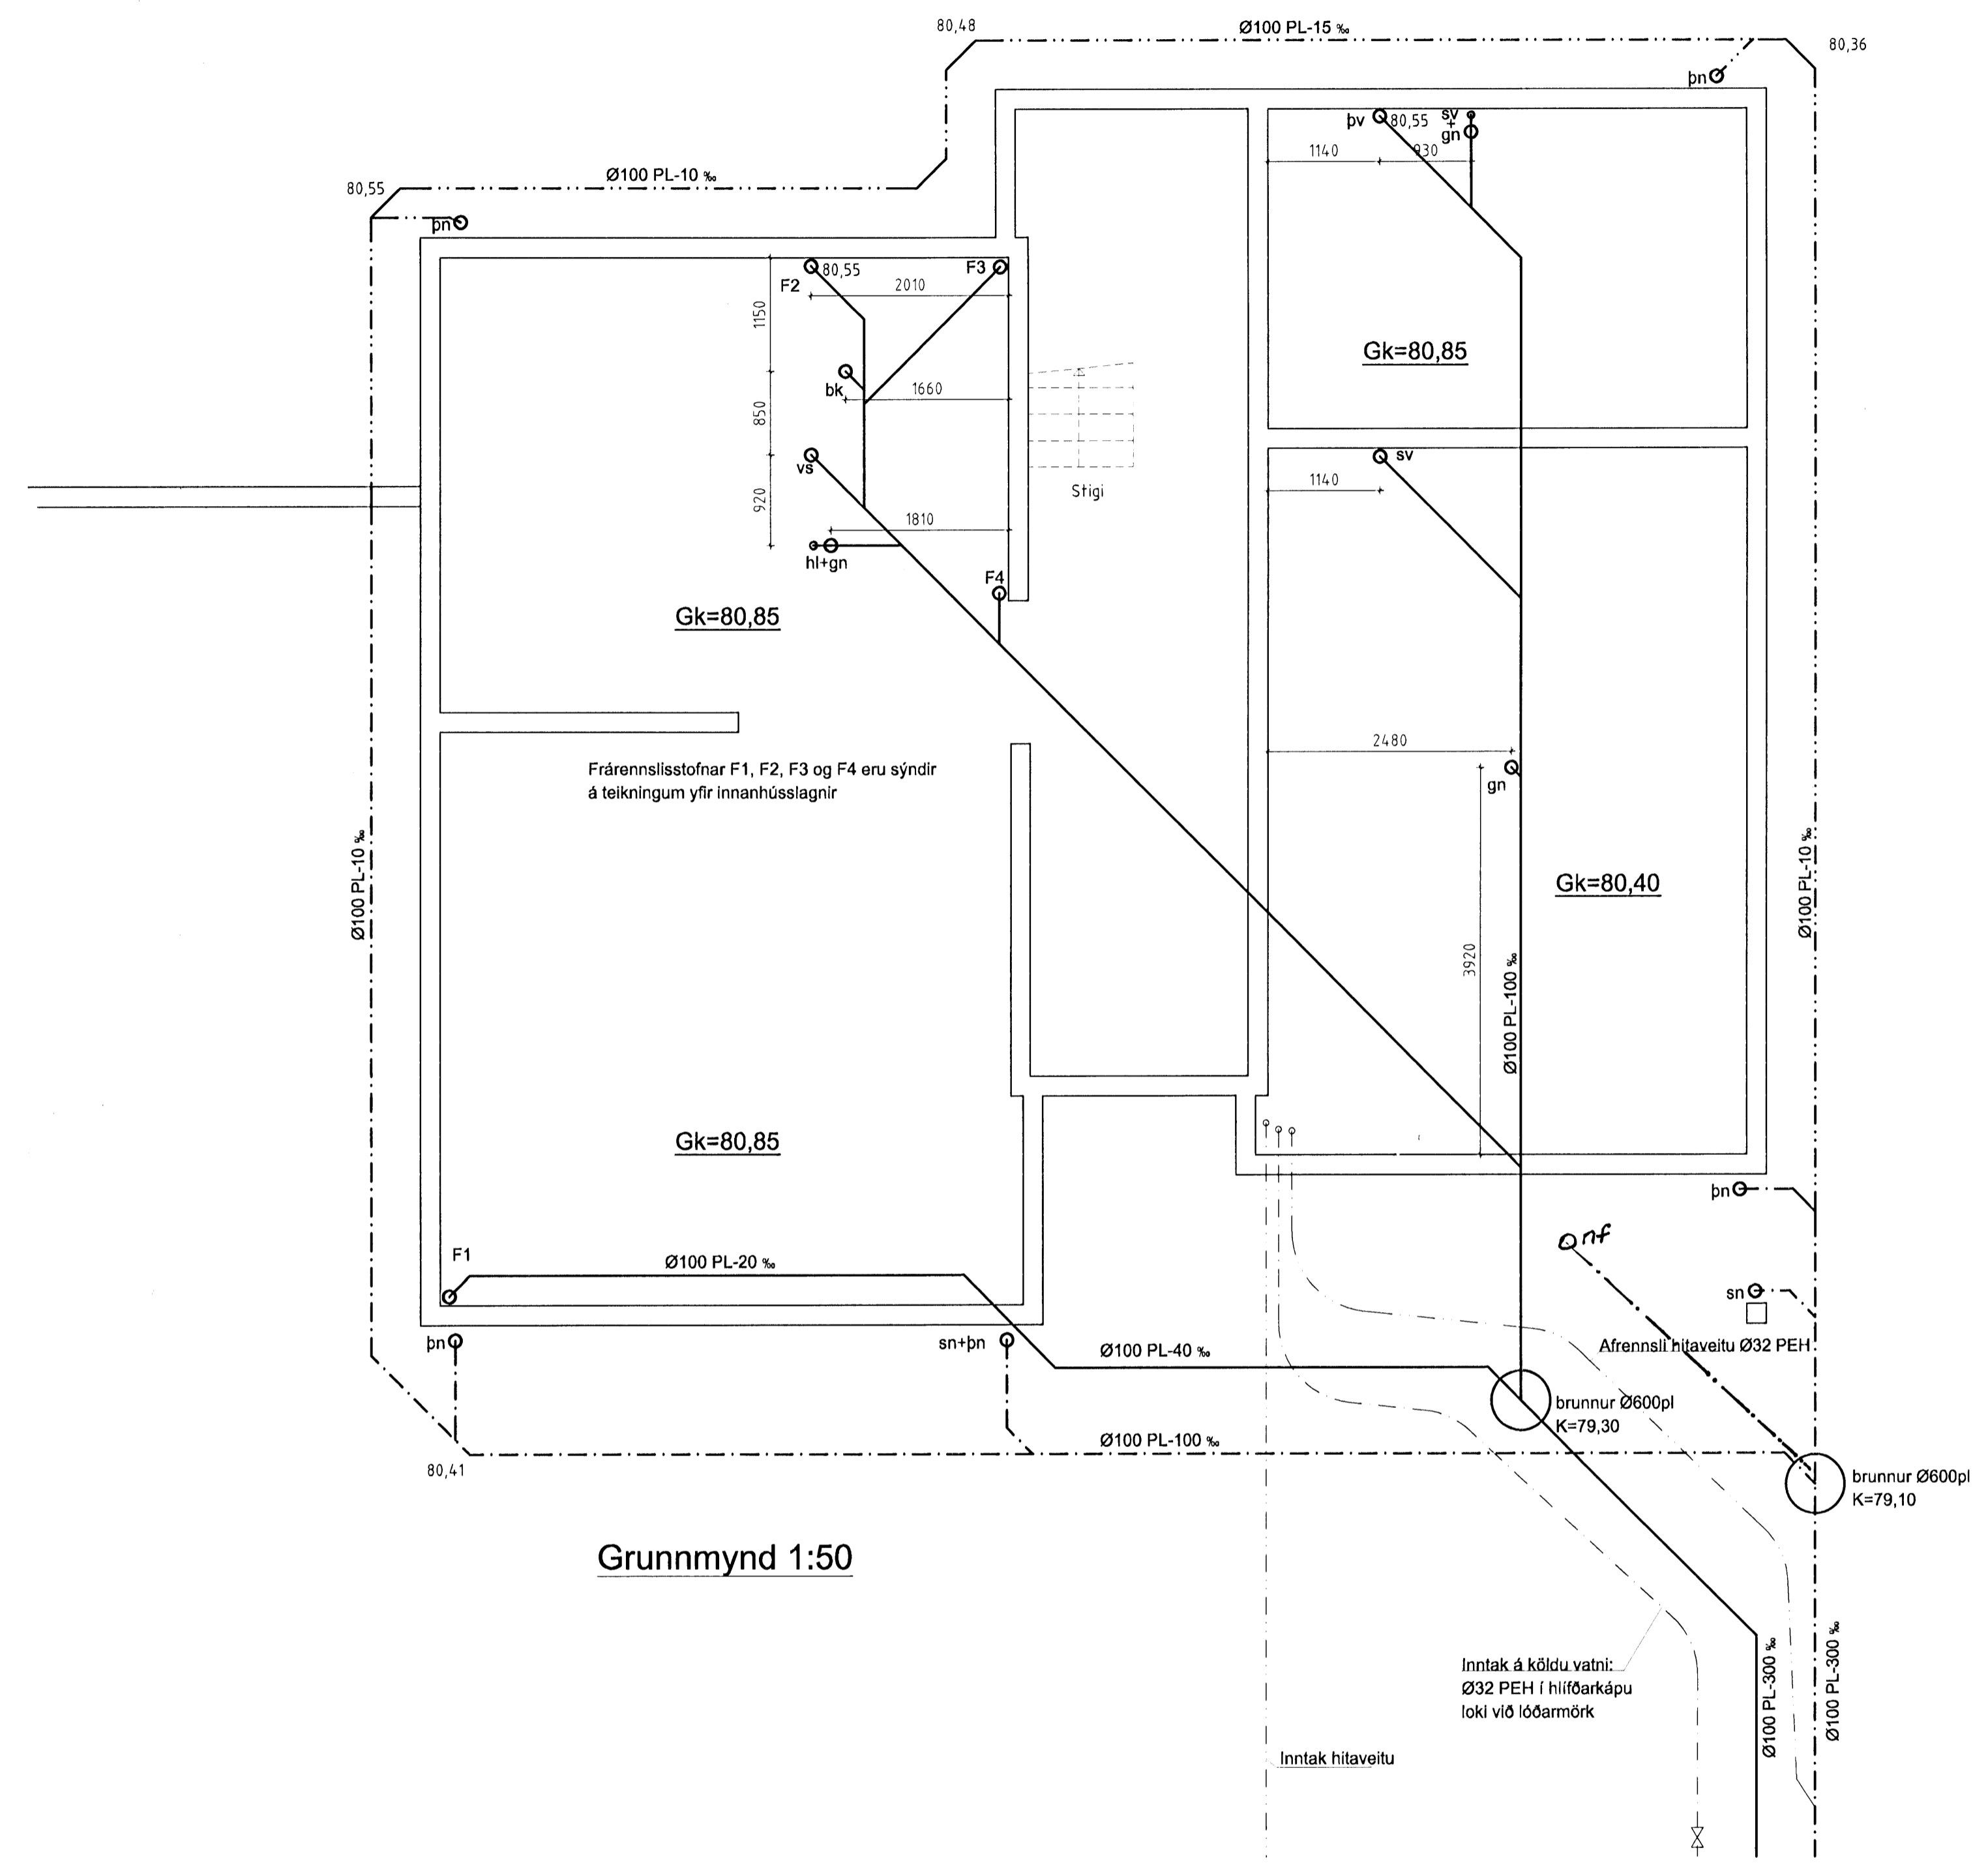 80,48
Ø100 PL-15 ‰
80,36
þn
þv
80,55
sv
+
gn
1140
930
80,55
Ø100 PL-10 ‰
þn
F2
80,55
F3
2010
1150
Gk=80,85
bk
1660
850
vs
sv
1140
Stigi
920
1810
hl+gn
F4
Gk=80,85
2480
Frárennslisstofnar F1, F2, F3 og F4 eru sýndir
á teikningum yfir innanhússlagnir
gn
Ø100 PL-10 ‰
Gk=80,40
Ø100 PL-10 ‰
3920
Ø100 PL-100 ‰
Gk=80,85
þn
nf
F1
Ø100 PL-20 ‰
sn
þn
sn+þn
Ø100 PL-40 ‰
Afrennsli hitaveitu Ø32 PEH
brunnur Ø600pl
K=79,30
80,41
Ø100 PL-100 ‰
brunnur Ø600pl
K=79,10
Grunnmynd 1:50
Inntak á köldu vatni:
Ø32 PEH í hlífðarkápu
loki við lóðarmörk
Ø100 PL-300 ‰
Ø100 PL-300 ‰
Inntak hitaveitu